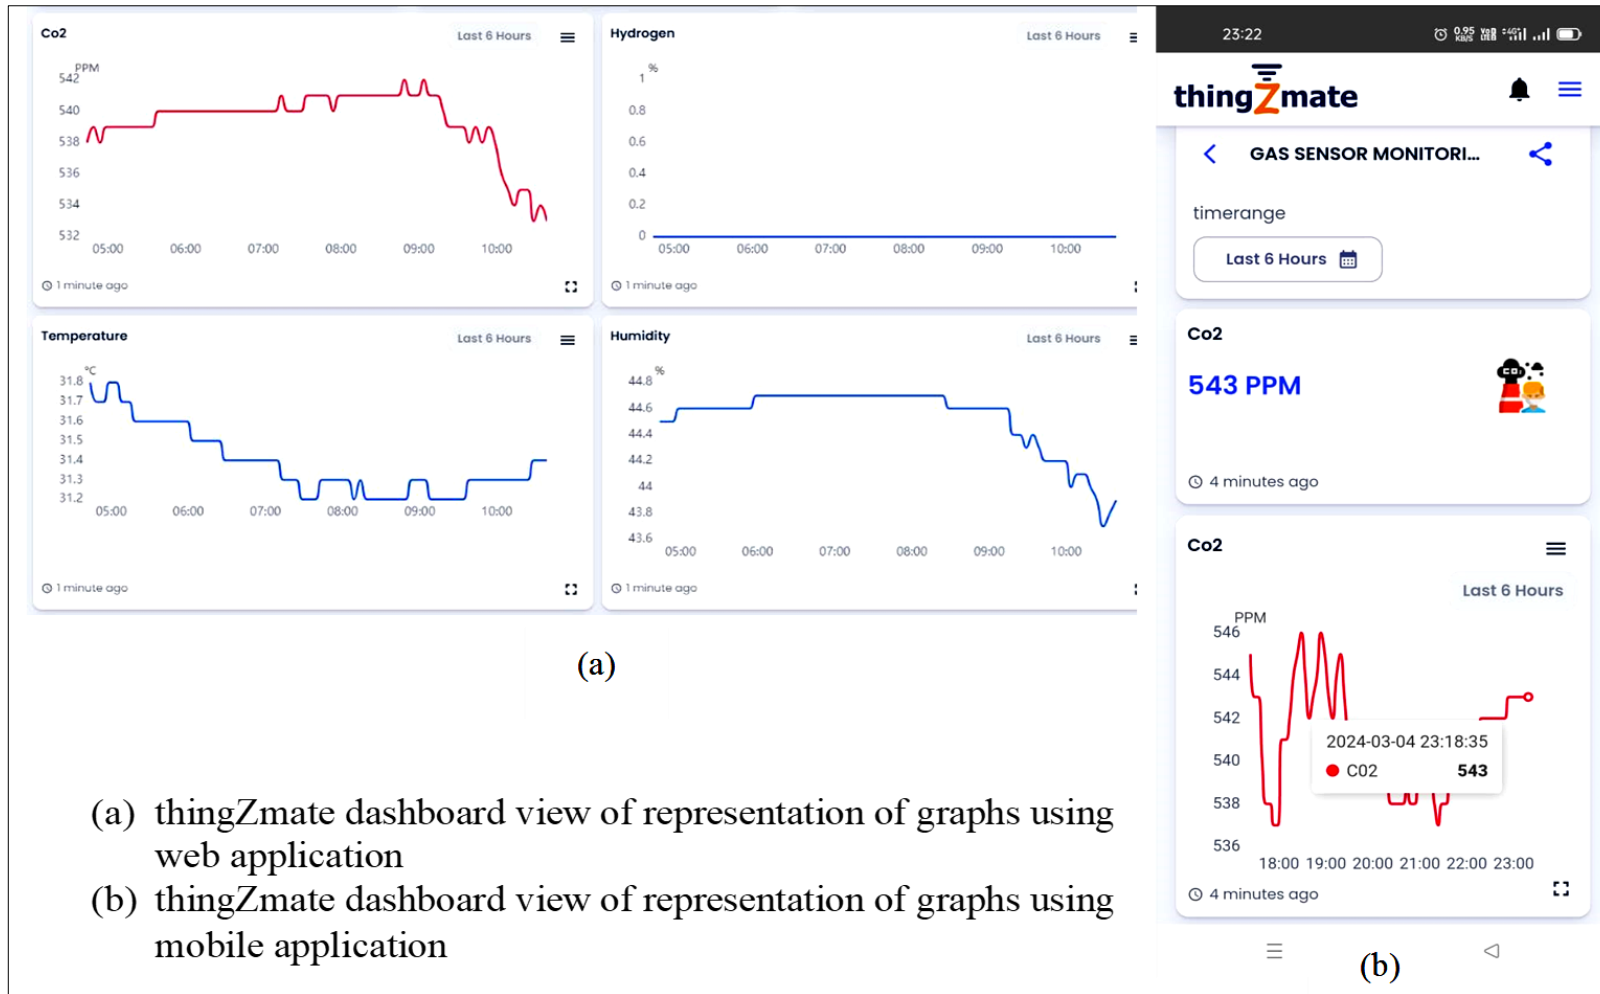 Co2
Last 6 Hours
PPM
542
540
538
536
534
532
05:00 06:00 07:00 08:00 09:00 10:00
1 minute ago
Hydrogen
Last 6 Hours
%
1
0.8
0.6
0.4
0.2
0
05:00 06:00 07:00 08:00 09:00 10:00
1 minute ago
Temperature
Last 6 Hours
°C
31.8
31.7
31.6
31.5
31.4
31.3
31.2
05:00 06:00 07:00 08:00 09:00 10:00
1 minute ago
Humidity
Last 6 Hours
%
44.8
44.6
44.4
44.2
44
43.8
43.6
05:00 06:00 07:00 08:00 09:00 10:00
1 minute ago
(a)
(a) thingZmate dashboard view of representation of graphs using
web application
(b) thingZmate dashboard view of representation of graphs using
mobile application
23:22
0.95
KB/S
4G
thingZmate
GAS SENSOR MONITORI...
timerange
Last 6 Hours
Co2
543 PPM
CO2
4 minutes ago
Co2
Last 6 Hours
PPM
546
544
542
540
538
536
2024-03-04 23:18:35
C02 543
18:00 19:00 20:00 21:00 22:00 23:00
4 minutes ago
(b)